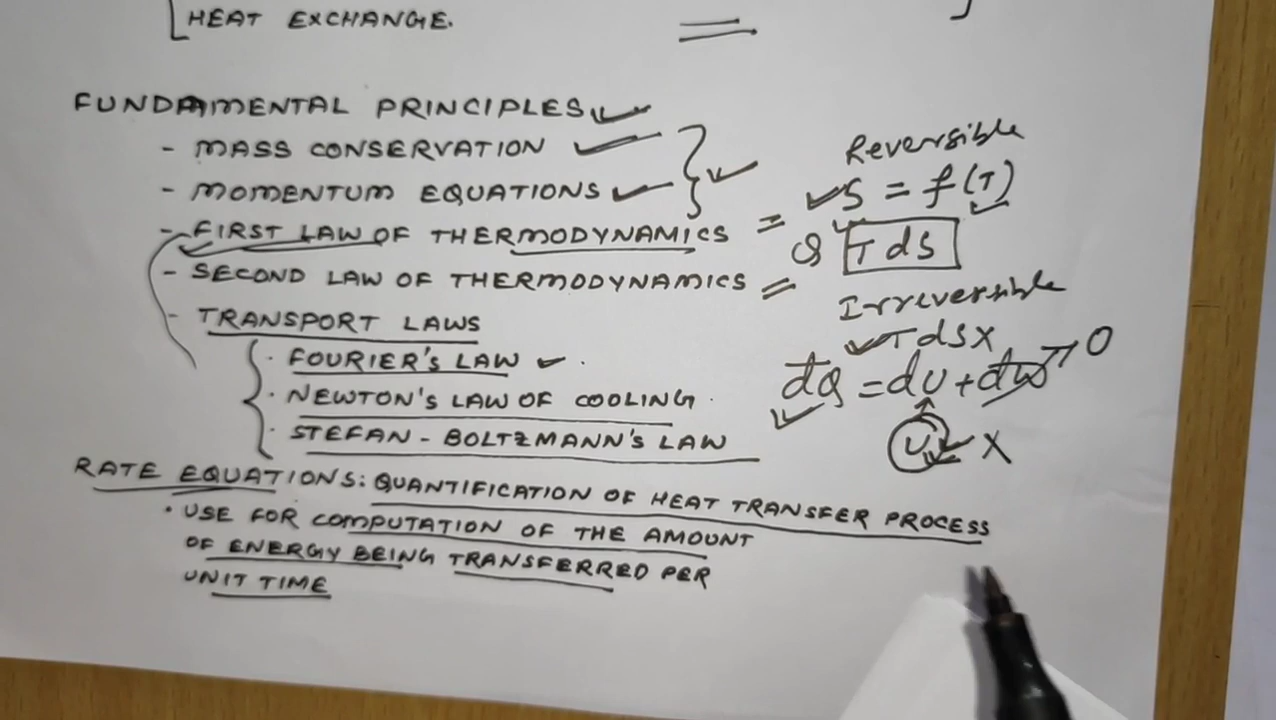 HEAT EXCHANGE.
FUNDAMENTAL PRINCIPLES
- MASS CONSERVATION
- MOMENTUM EQUATIONS
- FIRST LAW OF THERMODYNAMICS =
- SECOND LAW OF THERMODYNAMICS =
- TRANSPORT LAWS
· FOURIER'S LAW
· NEWTON'S LAW OF COOLING
· STEFAN - BOLTZMANN'S LAW
RATE EQUATIONS: QUANTIFICATION OF HEAT TRANSFER PROCESS
· USE FOR COMPUTATION OF THE AMOUNT
OF ENERGY BEING TRANSFERRED PER
UNIT TIME
Reversible
S = f(T)
TdS
Irreversible
TdS X
dQ = dU + dW 0
U X